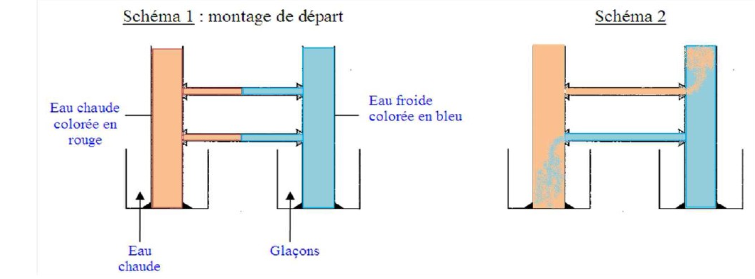 Schéma 1 : montage de départ
Schéma 2
Eau chaude
colorée en
rouge
Eau froide
colorée en bleu
Eau
chaude
Glaçons